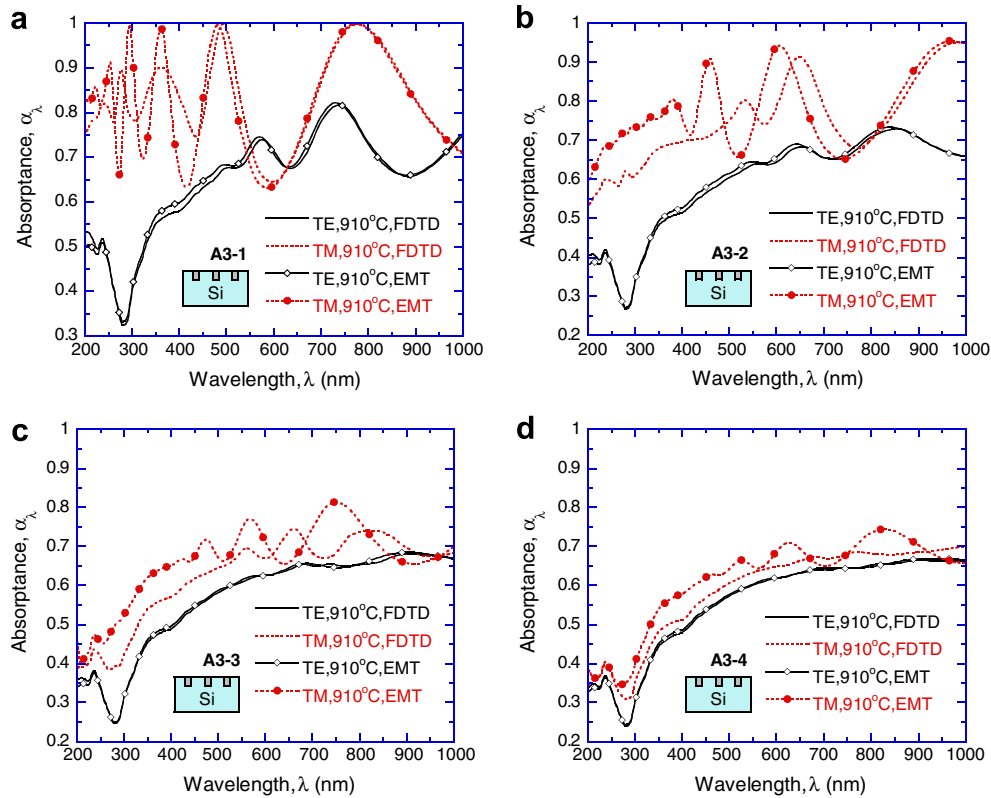 a
1
0.9
0.8
0.7
0.6
0.5
0.4
0.3
Absorptance, αλ
TE,910°C,FDTD
TM,910°C,FDTD
TE,910°C,EMT
TM,910°C,EMT
A3-1
Si
200 300 400 500 600 700 800 900 1000
Wavelength, λ (nm)
b
1
0.9
0.8
0.7
0.6
0.5
0.4
0.3
0.2
Absorptance, αλ
TE,910°C,FDTD
TM,910°C,FDTD
TE,910°C,EMT
TM,910°C,EMT
A3-2
Si
200 300 400 500 600 700 800 900 1000
Wavelength, λ (nm)
c
1
0.9
0.8
0.7
0.6
0.5
0.4
0.3
0.2
Absorptance, αλ
TE,910°C,FDTD
TM,910°C,FDTD
TE,910°C,EMT
TM,910°C,EMT
A3-3
Si
200 300 400 500 600 700 800 900 1000
Wavelength, λ (nm)
d
1
0.9
0.8
0.7
0.6
0.5
0.4
0.3
0.2
Absorptance, αλ
TE,910°C,FDTD
TM,910°C,FDTD
TE,910°C,EMT
TM,910°C,EMT
A3-4
Si
200 300 400 500 600 700 800 900 1000
Wavelength, λ (nm)